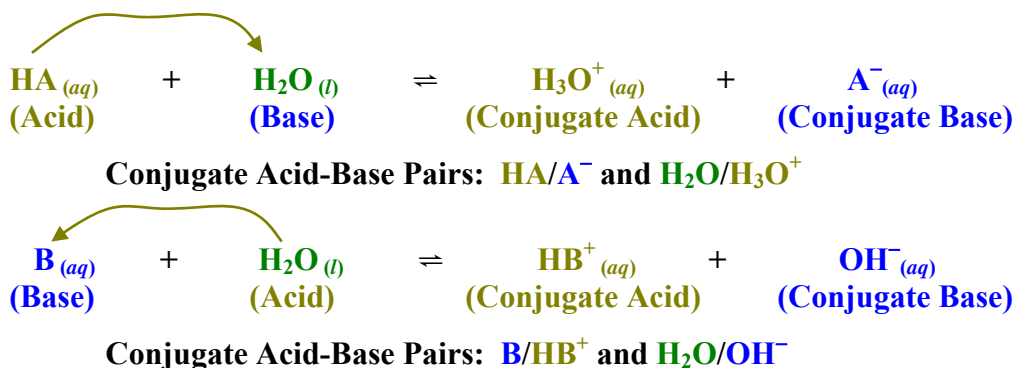 HA (aq) + H₂O (l) ⇌ H₃O⁺ (aq) + A⁻(aq)
(Acid) (Base) (Conjugate Acid) (Conjugate Base)
Conjugate Acid-Base Pairs: HA/A⁻ and H₂O/H₃O⁺
B (aq) + H₂O (l) ⇌ HB⁺ (aq) + OH⁻(aq)
(Base) (Acid) (Conjugate Acid) (Conjugate Base)
Conjugate Acid-Base Pairs: B/HB⁺ and H₂O/OH⁻